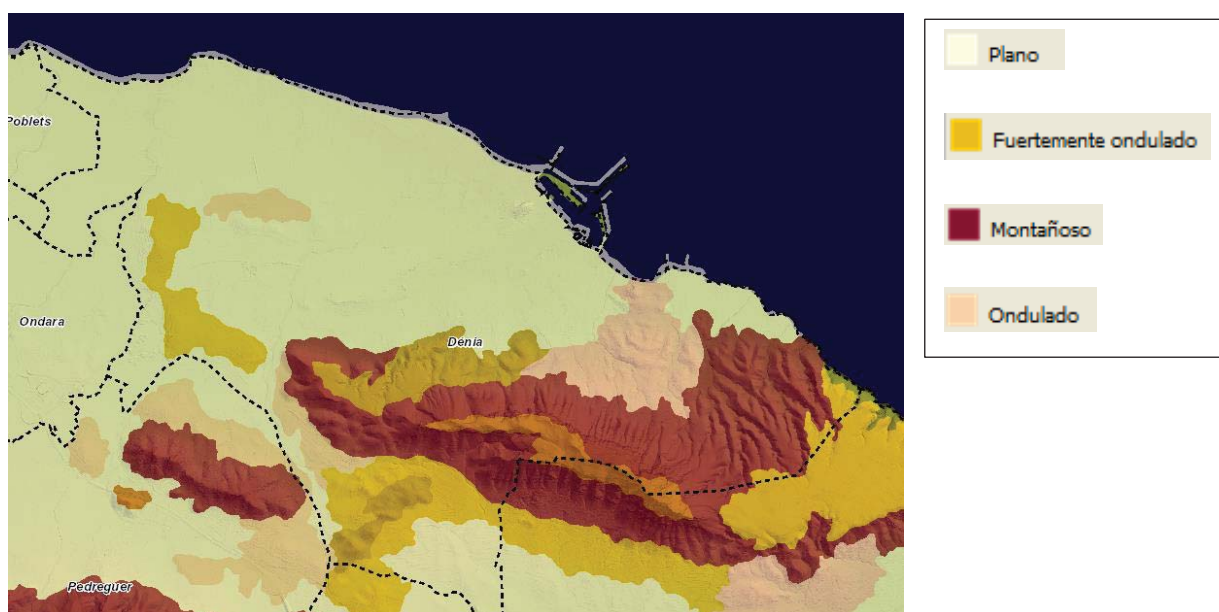 Poblets
Ondara
Denia
Pedreguer
Plano
Fuertemente ondulado
Montañoso
Ondulado